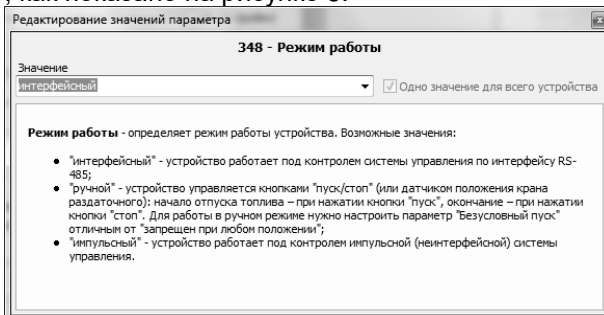 , как показано на рисунке
Редактирование значений параметра
348 - Режим работы
Значение
интерфейсный
Одно значение для всего устройства
Режим работы - определяет режим работы устройства. Возможные значения:
• "интерфейсный" - устройство работает под контролем системы управления по интерфейсу RS-
485;
• "ручной" - устройство управляется кнопками "пуск/стоп" (или датчиком положения крана
раздаточного): начало отпуска топлива – при нажатии кнопки "пуск", окончание – при нажатии
кнопки "стоп". Для работы в ручном режиме нужно настроить параметр "Безусловный пуск"
отличным от "запрещен при любом положении";
• "импульсный" - устройство работает под контролем импульсной (неинтерфейсной) системы
управления.